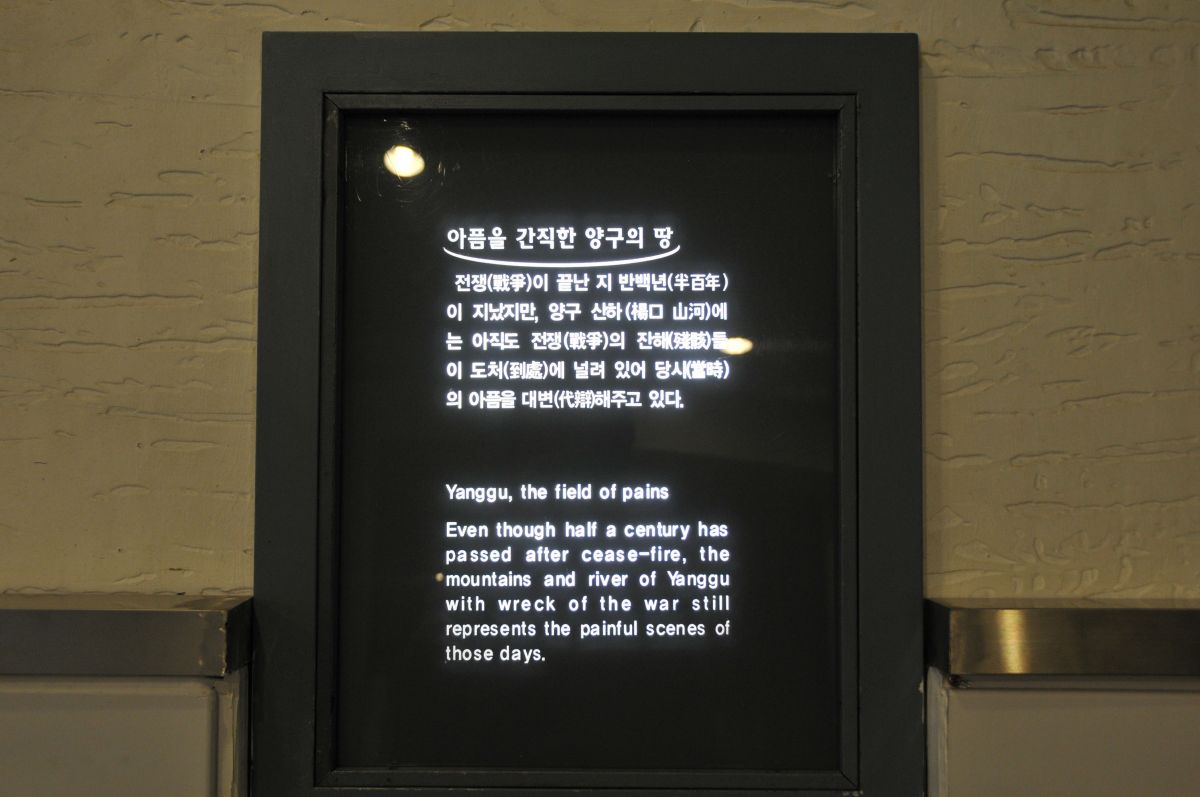 아픔을 간직한 양구의 땅
전쟁(戰爭)이 끝난 지 반백년(半百年)
이 지났지만, 양구 산하(楊口 山河)에
는 아직도 전쟁(戰爭)의 잔해(殘骸)들
이 도처(到處)에 널려 있어 당시(當時)
의 아픔을 대변(代辯)해주고 있다.
Yanggu, the field of pains
Even though half a century has
passed after cease-fire, the
mountains and river of Yanggu
with wreck of the war still
represents the painful scenes of
those days.